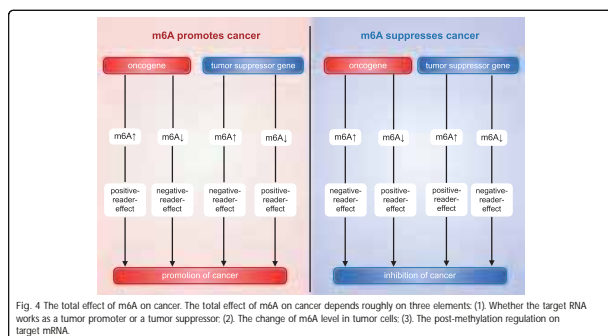 m6A promotes cancer
m6A suppresses cancer
oncogene
tumor suppressor gene
oncogene
tumor suppressor gene
m6A↑
m6A↓
m6A↑
m6A↓
m6A↑
m6A↓
m6A↑
m6A↓
positive-
reader-
effect
negative-
reader-
effect
negative-
reader-
effect
positive-
reader-
effect
negative-
reader-
effect
positive-
reader-
effect
positive-
reader-
effect
negative-
reader-
effect
promotion of cancer
inhibition of cancer
Fig. 4 The total effect of m6A on cancer. The total effect of m6A on cancer depends roughly on three elements: (1). Whether the target RNA
works as a tumor promoter or a tumor suppressor; (2). The change of m6A level in tumor cells; (3). The post-methylation regulation on
target mRNA.